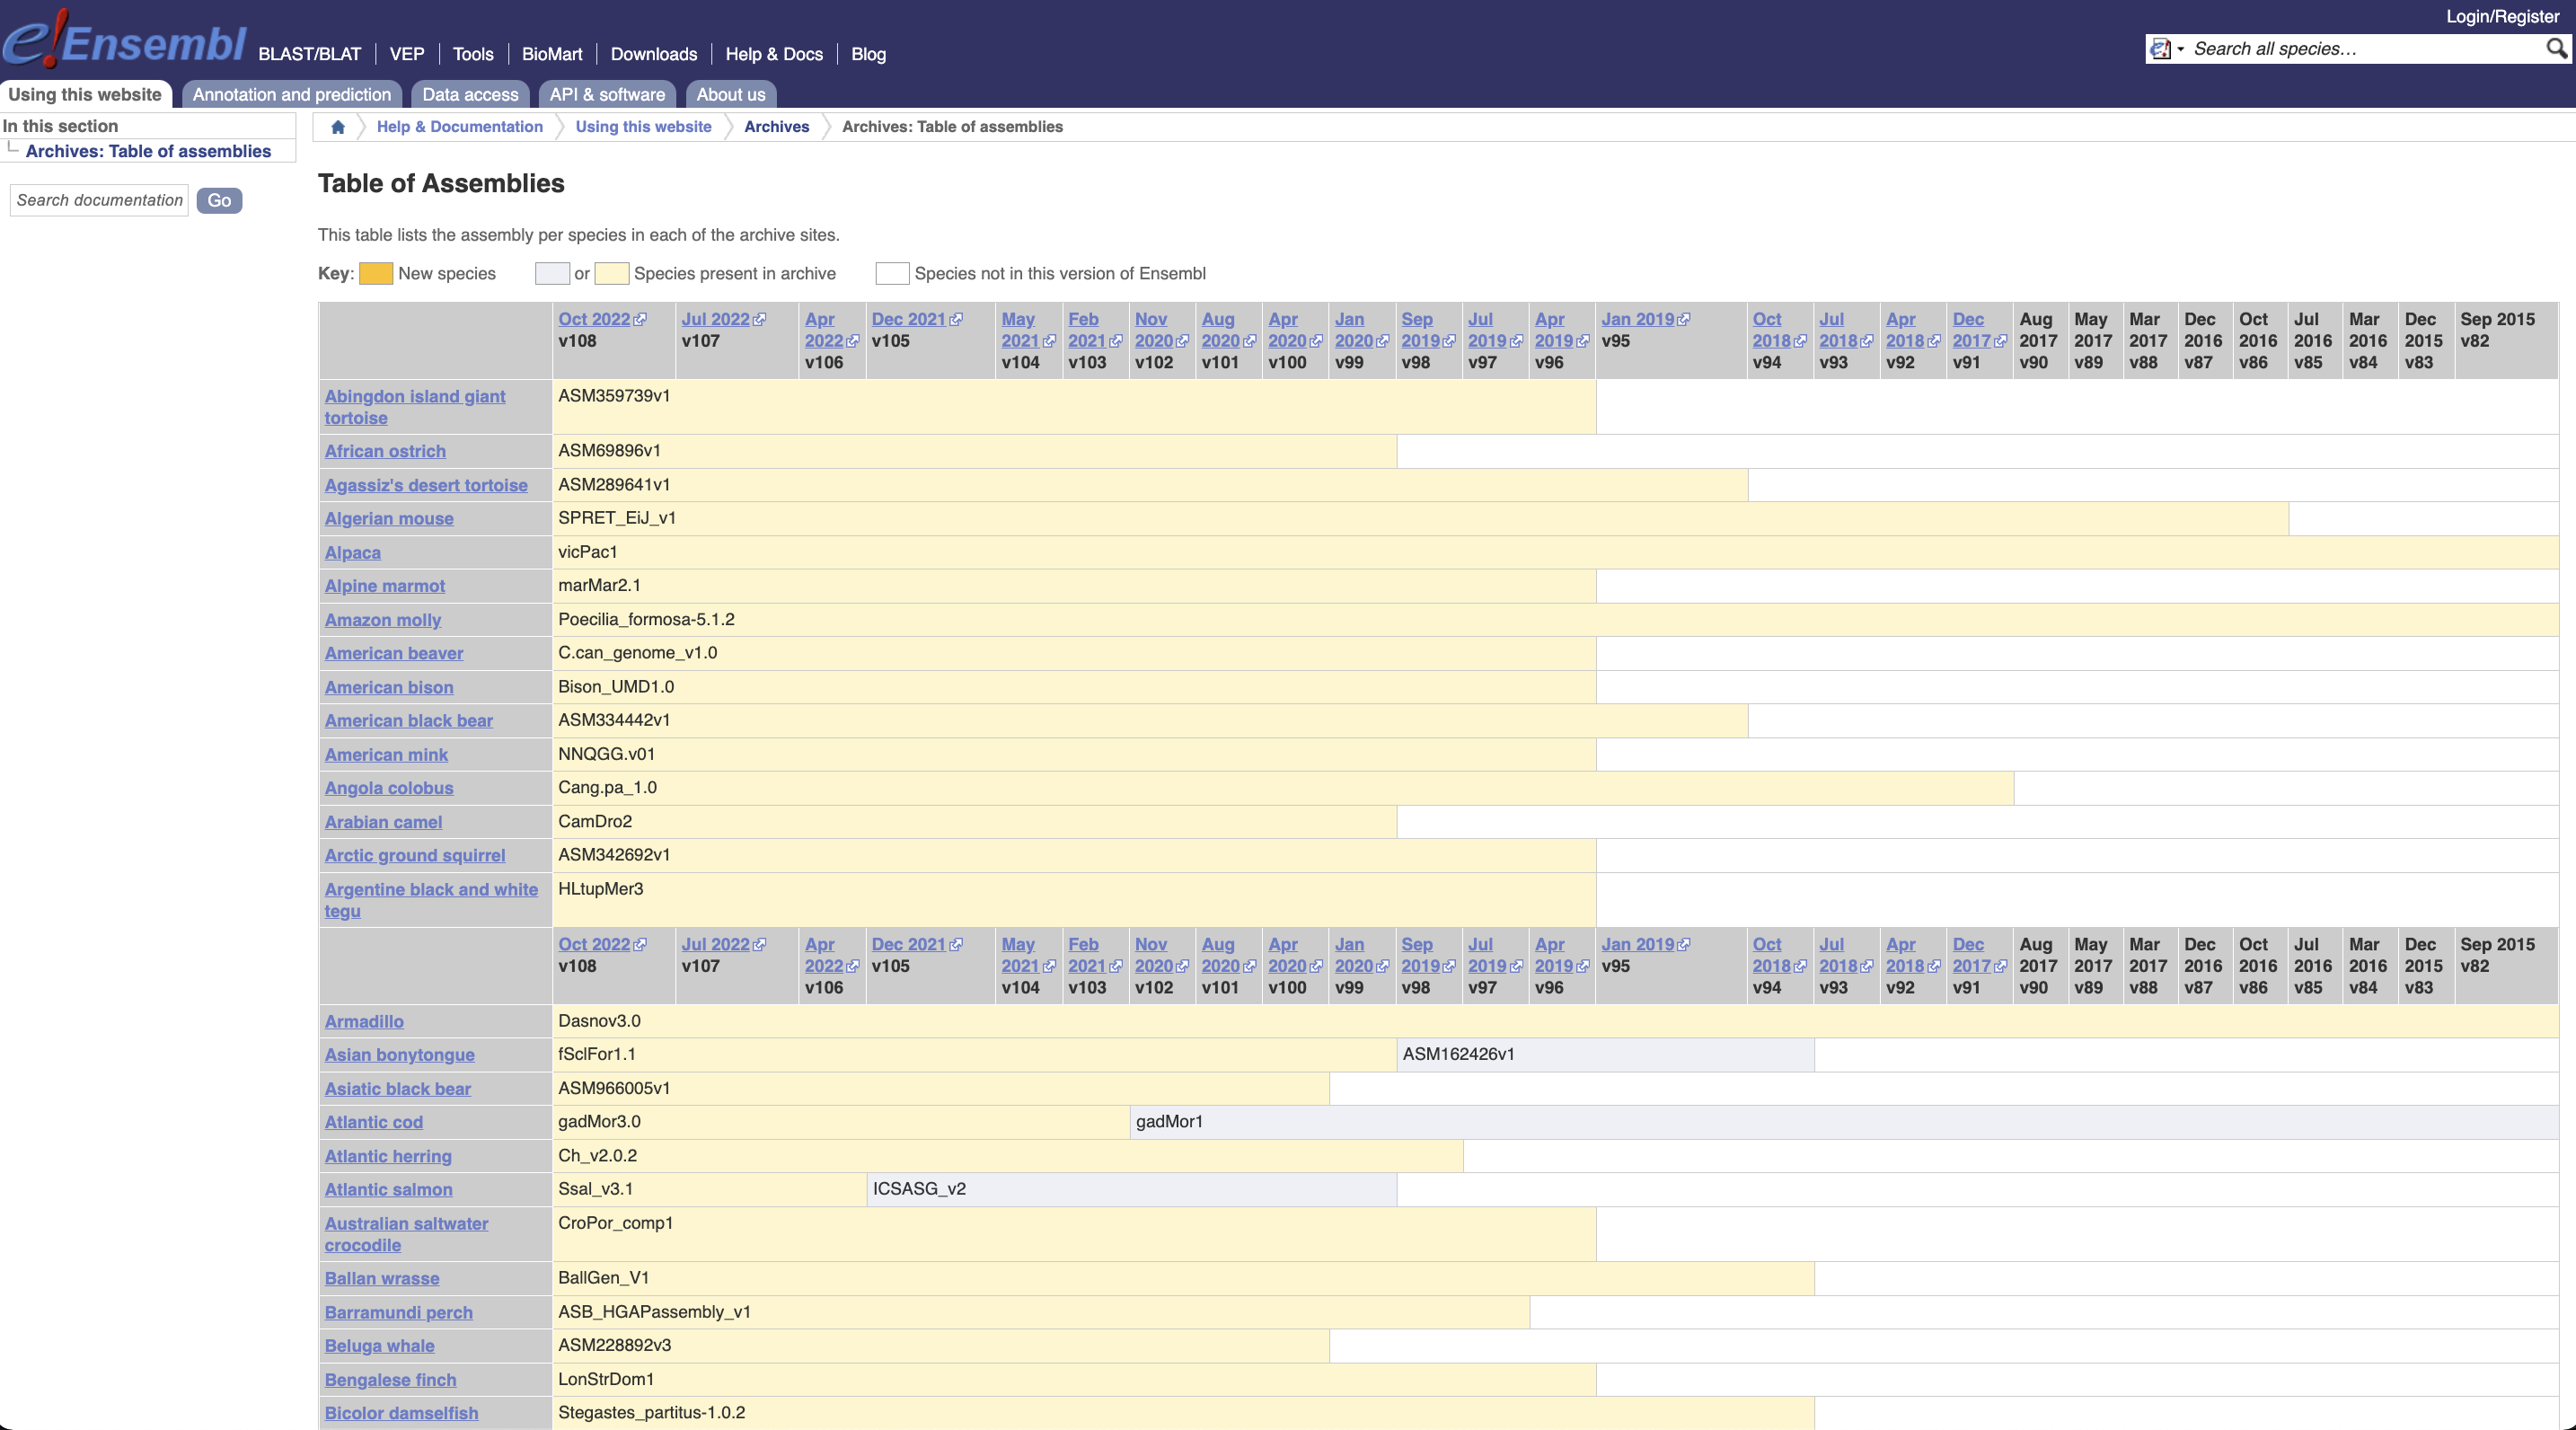 Login/Register
e!Ensembl
BLAST/BLAT VEP Tools BioMart Downloads Help & Docs Blog
e! Search all species…
Using this website Annotation and prediction Data access API & software About us
In this section
Archives: Table of assemblies
Search documentation Go
Help & Documentation Using this website Archives Archives: Table of assemblies
Table of Assemblies
This table lists the assembly per species in each of the archive sites.
Key: New species or Species present in archive Species not in this version of Ensembl
Oct 2022 v108 Jul 2022 v107 Apr 2022 v106 Dec 2021 v105 May 2021 v104 Feb 2021 v103 Nov 2020 v102 Aug 2020 v101 Apr 2020 v100 Jan 2020 v99 Sep 2019 v98 Jul 2019 v97 Apr 2019 v96 Jan 2019 v95 Oct 2018 v94 Jul 2018 v93 Apr 2018 v92 Dec 2017 v91 Aug 2017 v90 May 2017 v89 Mar 2017 v88 Dec 2016 v87 Oct 2016 v86 Jul 2016 v85 Mar 2016 v84 Dec 2015 v83 Sep 2015 v82
Abingdon island giant tortoise ASM359739v1
African ostrich ASM69896v1
Agassiz's desert tortoise ASM289641v1
Algerian mouse SPRET_EiJ_v1
Alpaca vicPac1
Alpine marmot marMar2.1
Amazon molly Poecilia_formosa-5.1.2
American beaver C.can_genome_v1.0
American bison Bison_UMD1.0
American black bear ASM334442v1
American mink NNQGG.v01
Angola colobus Cang.pa_1.0
Arabian camel CamDro2
Arctic ground squirrel ASM342692v1
Argentine black and white tegu HLtupMer3
Oct 2022 v108 Jul 2022 v107 Apr 2022 v106 Dec 2021 v105 May 2021 v104 Feb 2021 v103 Nov 2020 v102 Aug 2020 v101 Apr 2020 v100 Jan 2020 v99 Sep 2019 v98 Jul 2019 v97 Apr 2019 v96 Jan 2019 v95 Oct 2018 v94 Jul 2018 v93 Apr 2018 v92 Dec 2017 v91 Aug 2017 v90 May 2017 v89 Mar 2017 v88 Dec 2016 v87 Oct 2016 v86 Jul 2016 v85 Mar 2016 v84 Dec 2015 v83 Sep 2015 v82
Armadillo Dasnov3.0
Asian bonytongue fSclFor1.1 ASM162426v1
Asiatic black bear ASM966005v1
Atlantic cod gadMor3.0 gadMor1
Atlantic herring Ch_v2.0.2
Atlantic salmon Ssal_v3.1 ICSASG_v2
Australian saltwater crocodile CroPor_comp1
Ballan wrasse BallGen_V1
Barramundi perch ASB_HGAPassembly_v1
Beluga whale ASM228892v3
Bengalese finch LonStrDom1
Bicolor damselfish Stegastes_partitus-1.0.2